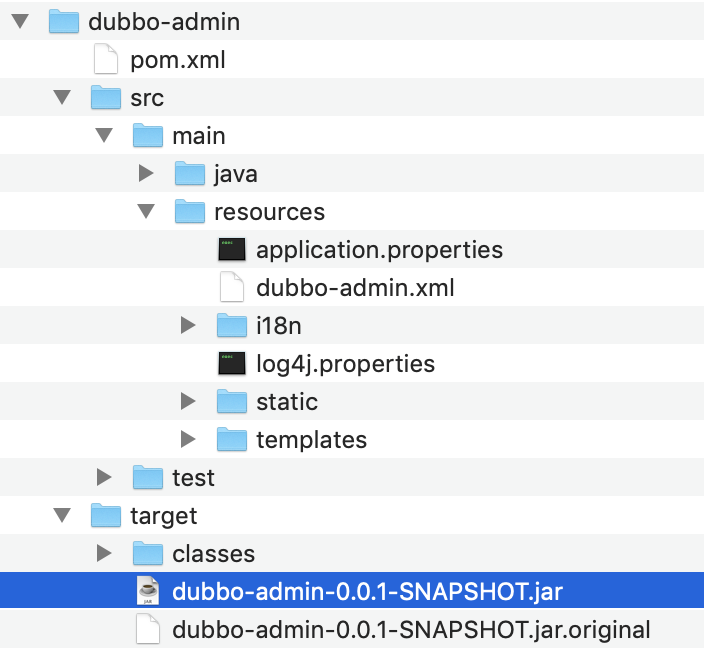 dubbo-admin
pom.xml
src
main
java
resources
application.properties
dubbo-admin.xml
i18n
log4j.properties
static
templates
test
target
classes
dubbo-admin-0.0.1-SNAPSHOT.jar
dubbo-admin-0.0.1-SNAPSHOT.jar.original